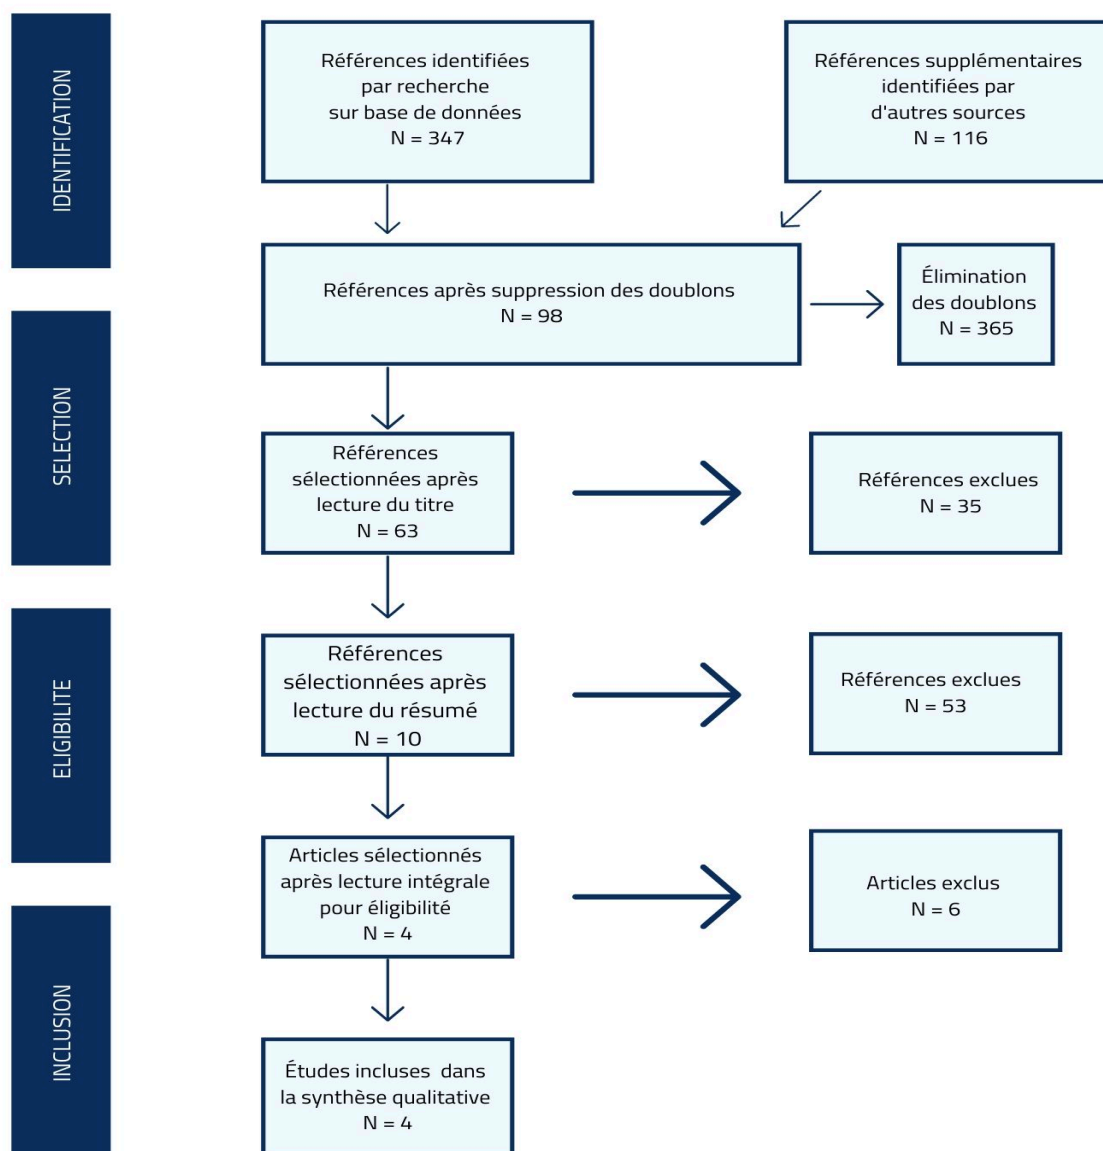 IDENTIFICATION
Références identifiées
par recherche
sur base de données
N = 347
Références supplémentaires
identifiées par
d'autres sources
N = 116
Références après suppression des doublons
N = 98
Élimination
des doublons
N = 365
SELECTION
Références
sélectionnées après
lecture du titre
N = 63
Références exclues
N = 35
ELIGIBILITE
Références
sélectionnées après
lecture du résumé
N = 10
Références exclues
N = 53
Articles sélectionnés
après lecture intégrale
pour éligibilité
N = 4
Articles exclus
N = 6
INCLUSION
Études incluses dans
la synthèse qualitative
N = 4